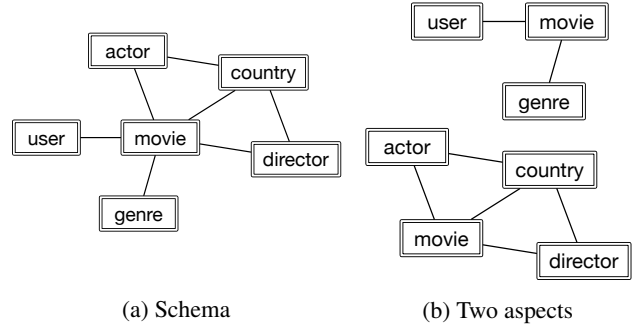 actor
country
user
movie
director
genre
(a) Schema
user
movie
genre
actor
country
movie
director
(b) Two aspects